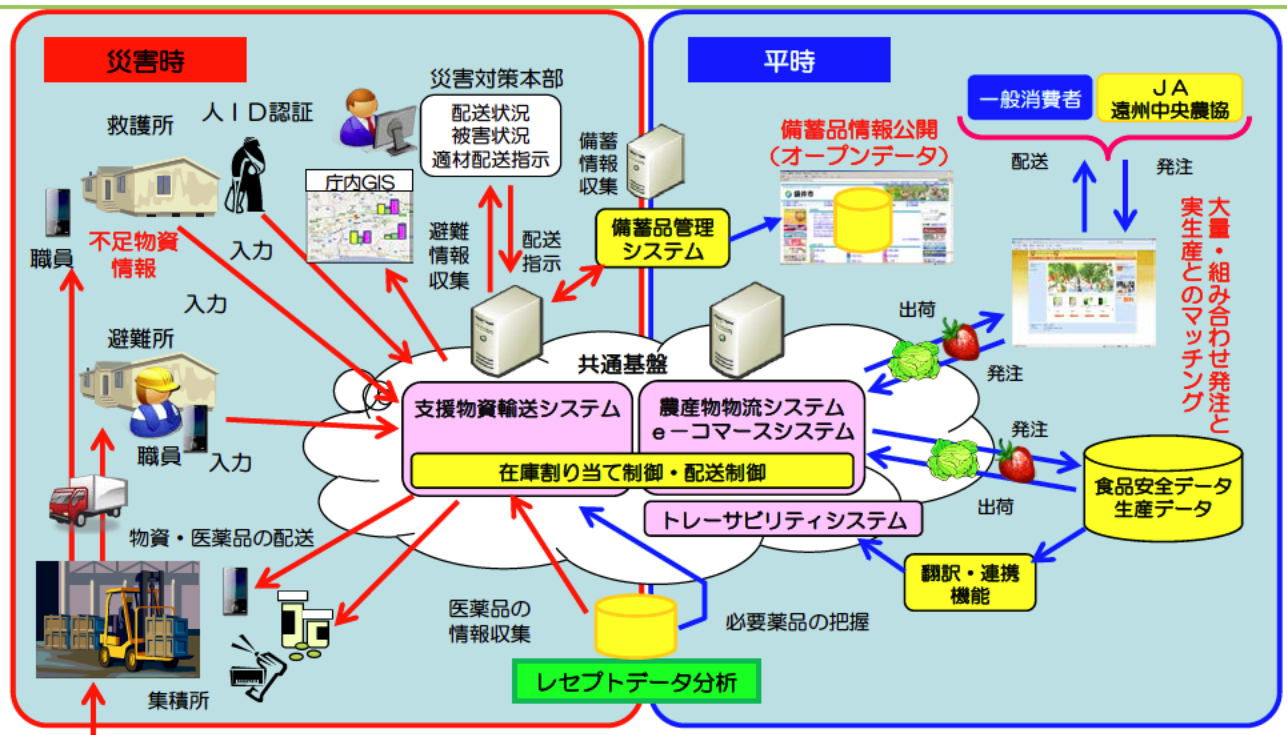 災害時
平時
災害対策本部
配送状況
被害状況
適材配送指示
人ID認証
救護所
庁内GIS
備蓄
情報
収集
備蓄品情報公開
(オープンデータ)
一般消費者
JA
遠州中央農協
配送
発注
職員
不足物資
情報
入力
避難
情報
収集
配送
指示
備蓄品管理
システム
大量・組み合わせ発注と
実生産とのマッチング
入力
避難所
共通基盤
出荷
発注
支援物資輸送システム
農産物物流システム
e-コマースシステム
在庫割り当て制御・配送制御
職員
入力
発注
出荷
食品安全データ
生産データ
トレーサビリティシステム
物資・医薬品の配送
翻訳・連携
機能
医薬品の
情報収集
必要薬品の把握
レセプトデータ分析
集積所